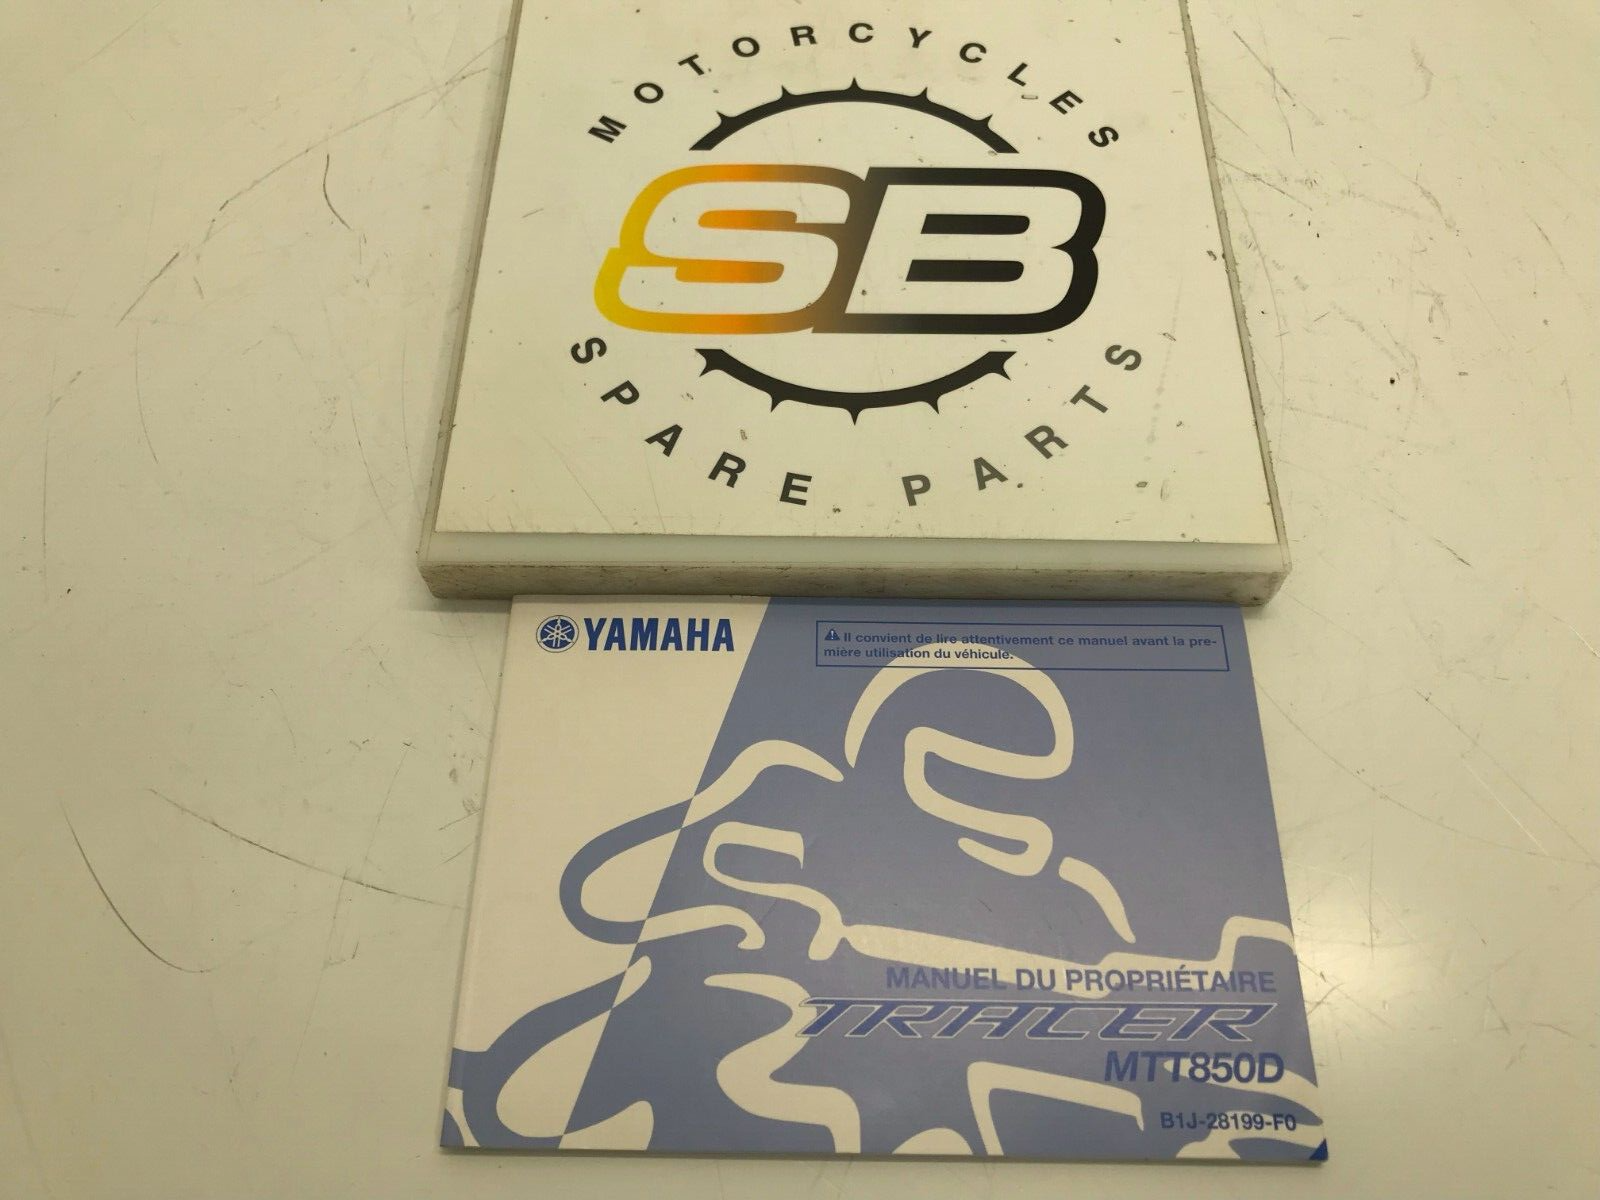 MOTORCYCLES
SB
SPARE PARTS
YAMAHA
Il convient de lire attentivement ce manuel avant la pre-
mière utilisation du véhicule.
MANUEL DU PROPRIÉTAIRE
TRACER
MTT850D
B1J-28199-F0